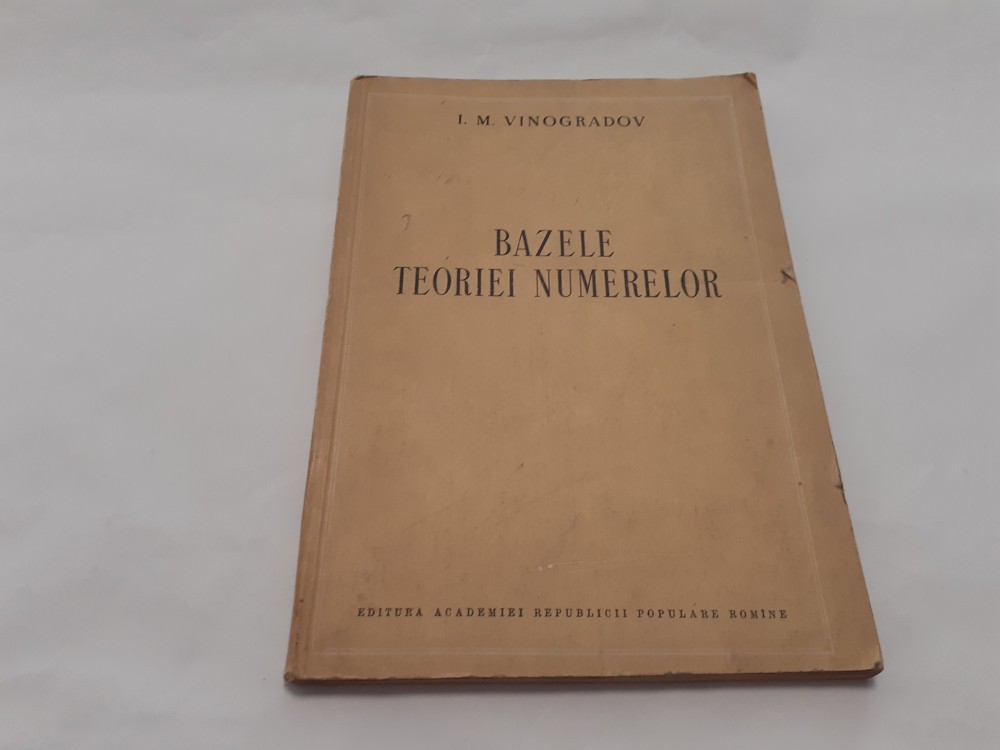 I. M. VINOGRADOV
BAZELE
TEORIEI NUMERELOR
EDITURA ACADEMIEI REPUBLICII POPULARE ROMÎNE